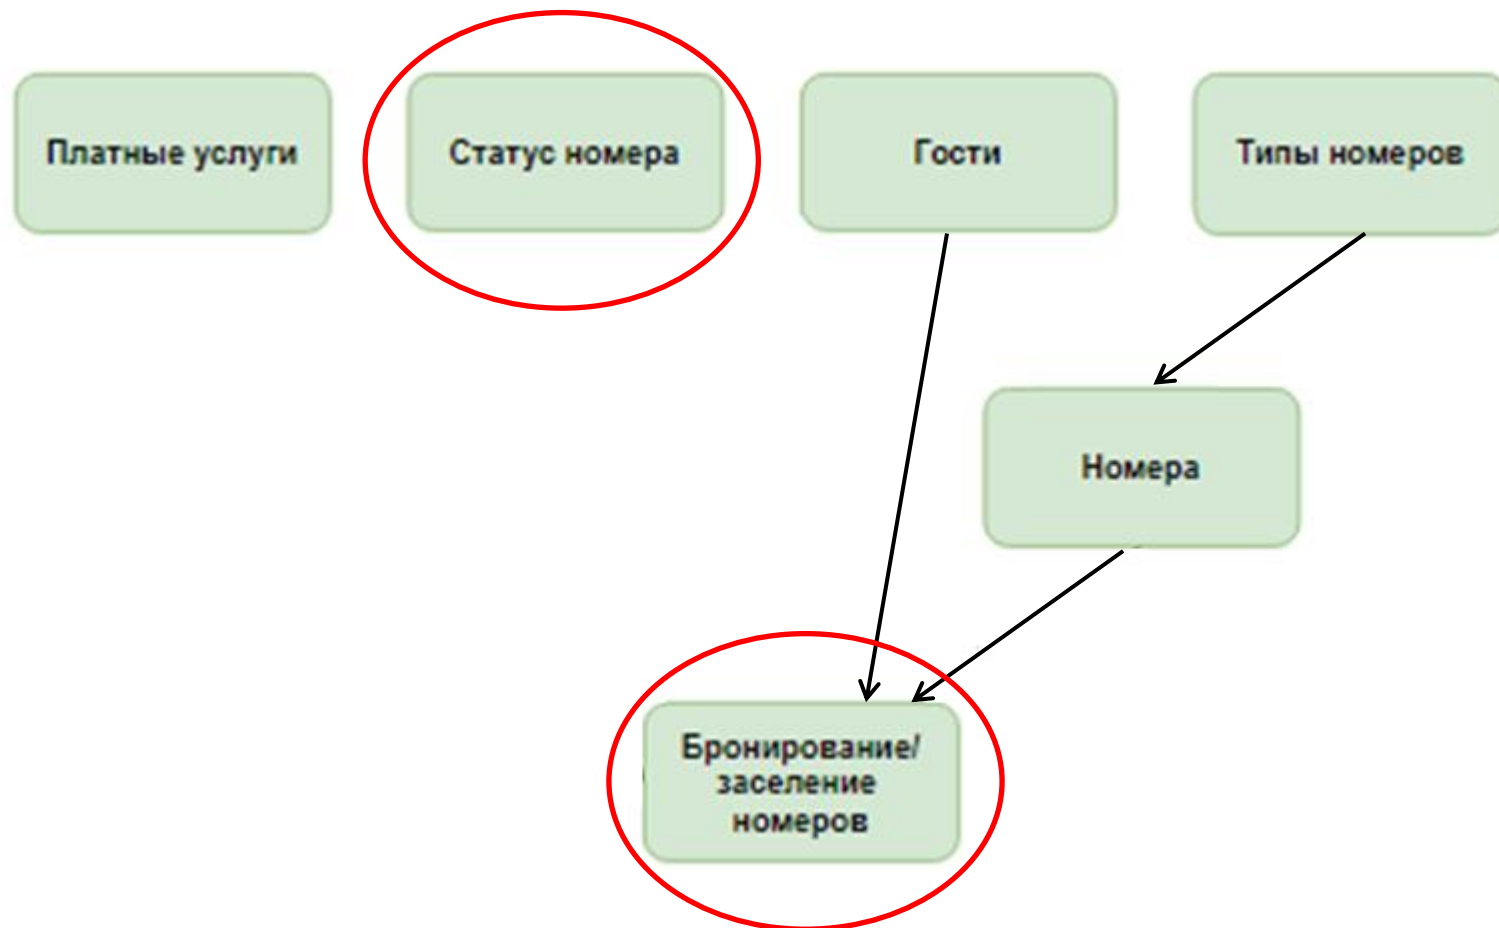 Платные услуги
Статус номера
Гости
Типы номеров
Номера
Бронирование/
заселение
номеров